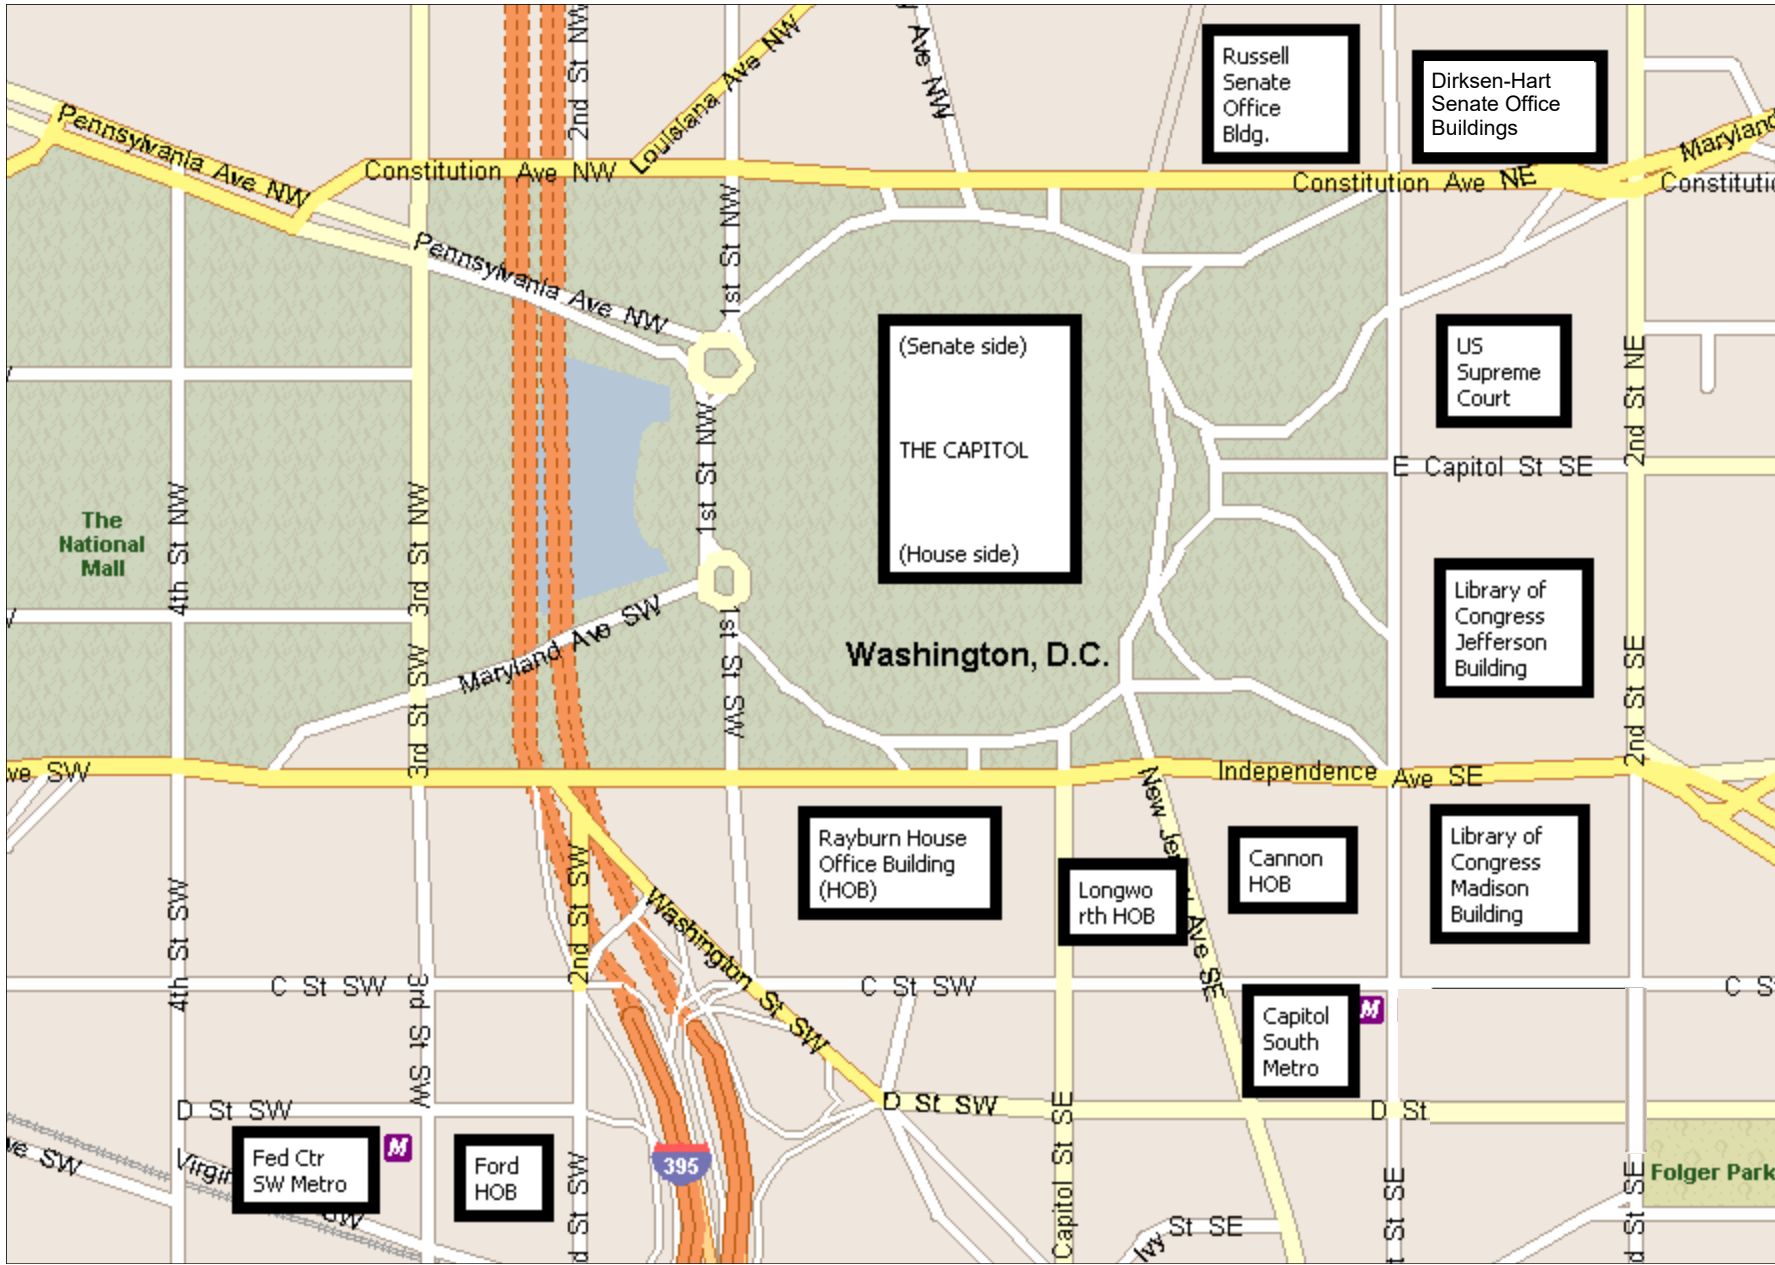 2nd St NW
Louisiana Ave NW
Ave NW
Russell
Senate
Office
Bldg.
Dirksen-Hart
Senate Office
Buildings
Maryland
Pennsylvania Ave NW
Constitution Ave NW
Constitution Ave NE
Pennsylvania Ave NW
1st St NW
(Senate side)
THE CAPITOL
(House side)
US
Supreme
Court
2nd St NE
E Capitol St SE
1st St NW
The
National
Mall
4th St NW
3rd St NW
Library of
Congress
Jefferson
Building
Maryland Ave SW
1st St SW
Washington, D.C.
3rd St SW
2nd St SE
SW
Independence Ave SE
Rayburn House
Office Building
(HOB)
Longwo
rth HOB
New
Ave SE
Cannon
HOB
Library of
Congress
Madison
Building
4th St SW
2nd St SW
Washington St SW
C St SW
C St SW
3rd St SW
Capitol
South
Metro
M
D St SW
D St SW
D St
Fed Ctr
SW Metro
M
Ford
HOB
395
SW
SW
St SW
Capitol St SE
Ivy St SE
St SE
St SE
Folger Park